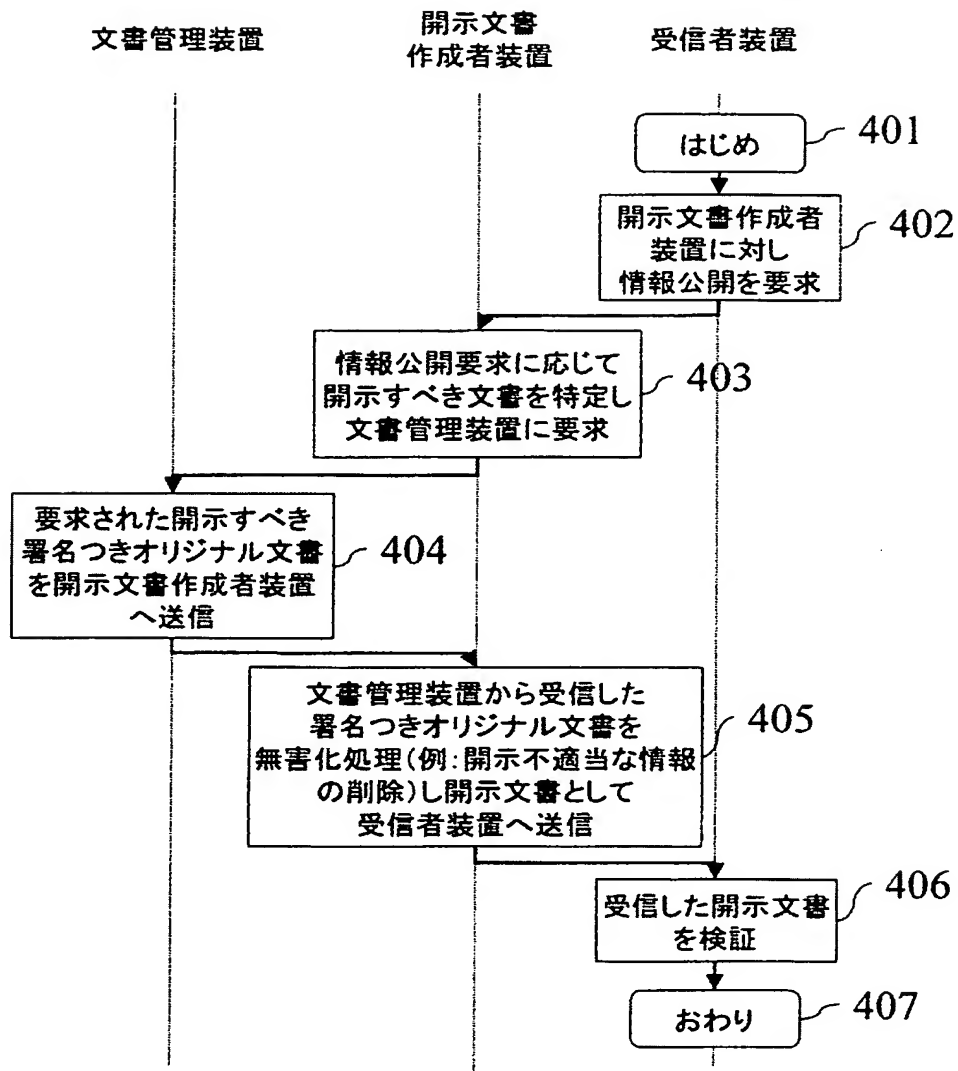 文書管理装置
開示文書
作成者装置
受信者装置
はじめ
401
開示文書作成者
装置に対し
情報公開を要求
402
情報公開要求に応じて
開示すべき文書を特定し
文書管理装置に要求
403
要求された開示すべき
署名つきオリジナル文書
を開示文書作成者装置
へ送信
404
文書管理装置から受信した
署名つきオリジナル文書を
無害化処理(例:開示不適当な情報
の削除)し開示文書として
受信者装置へ送信
405
受信した開示文書
を検証
406
おわり
407